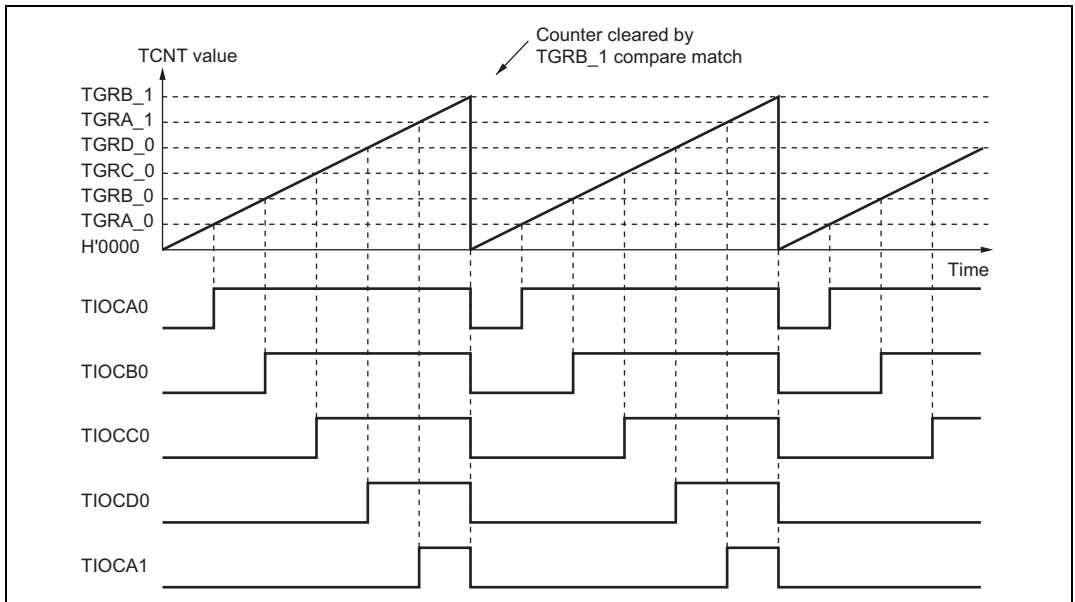 Counter cleared by
TGRB_1 compare match
TCNT value
TGRB_1
TGRA_1
TGRD_0
TGRC_0
TGRB_0
TGRA_0
H'0000
Time
TIOCA0
TIOCB0
TIOCC0
TIOCD0
TIOCA1